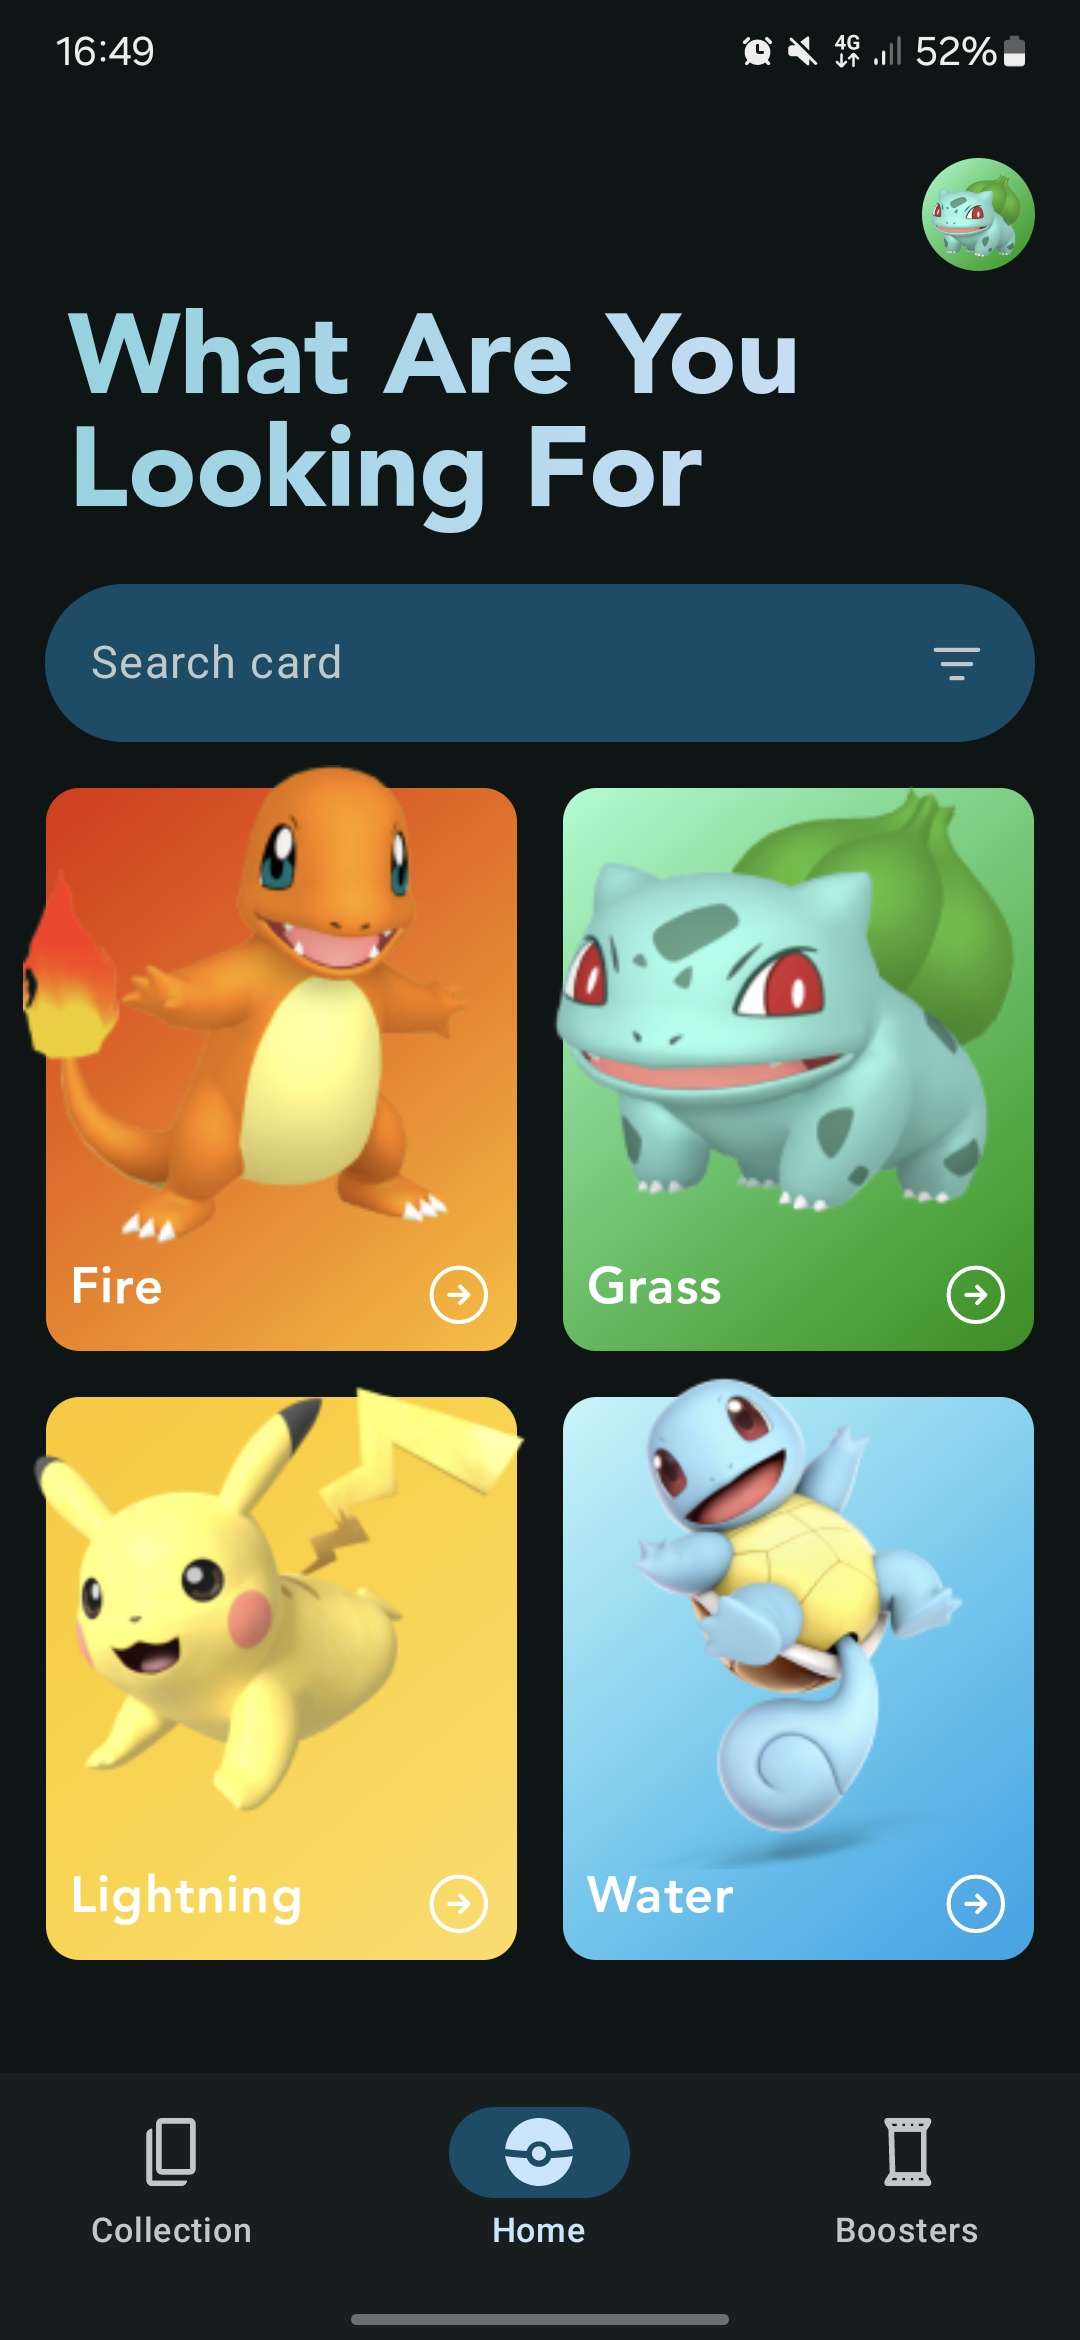 16:49
4G 52%
What Are You
Looking For
Search card
Fire
Grass
Lightning
Water
Collection
Home
Boosters